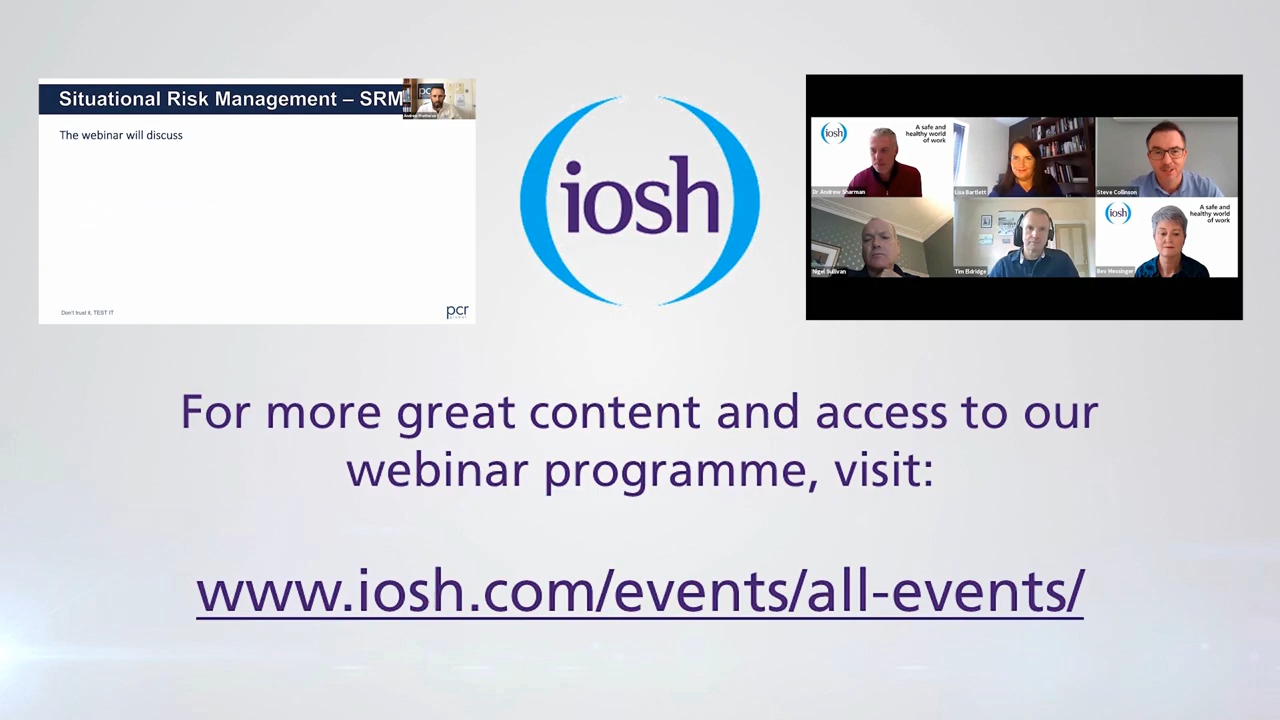 Situational Risk Management – SRM
The webinar will discuss
Don't trust it, TEST IT
pcr
global
iosh
A safe and
healthy world
of work
Dr Andrew Sharman
Lisa Bartlett
Steve Collinson
Nigel Sullivan
Tim Eldridge
iosh
A safe and
healthy world
of work
Bev Messinger
For more great content and access to our
webinar programme, visit:
www.iosh.com/events/all-events/